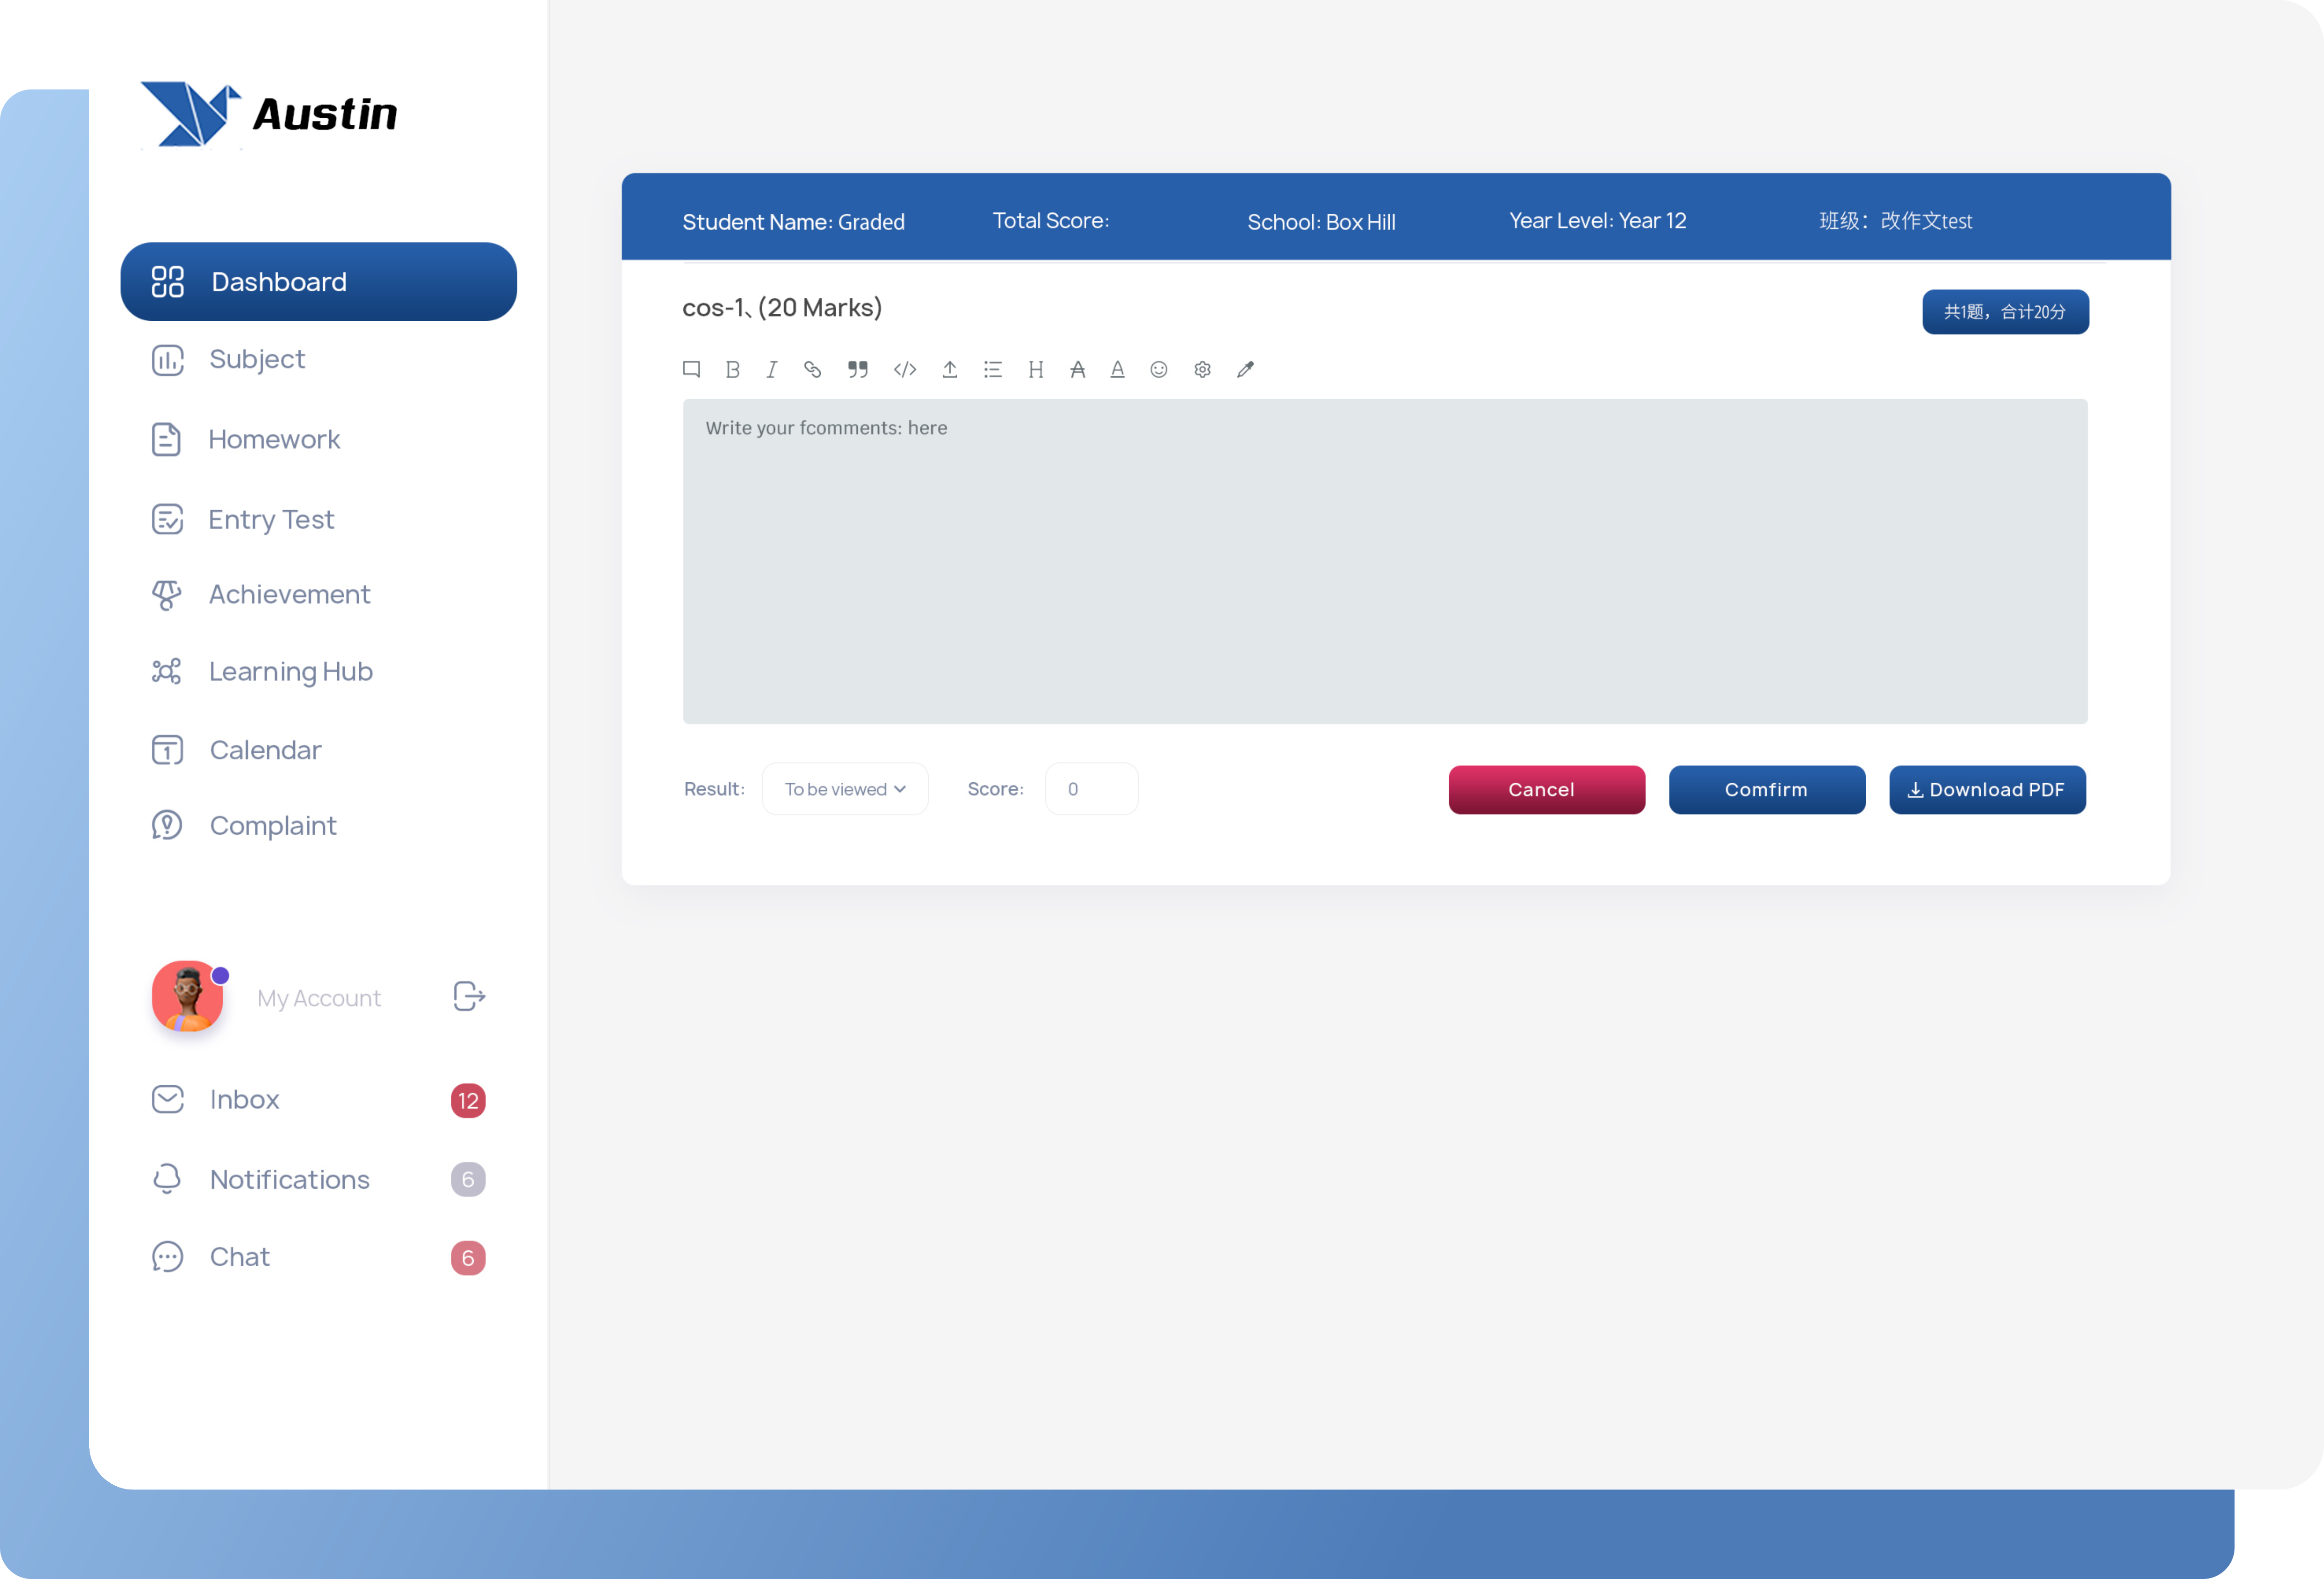 Austin
Dashboard
Subject
Homework
Entry Test
Achievement
Learning Hub
1 Calendar
Complaint
My Account
Inbox 12
Notifications 6
Chat 6
Student Name: Graded Total Score: School: Box Hill Year Level: Year 12 班级：改作文test
cos-1、(20 Marks) 共1题，合计20分
B I H A A
Write your fcomments: here
Result: To be viewed Score: 0 Cancel Comfirm Download PDF